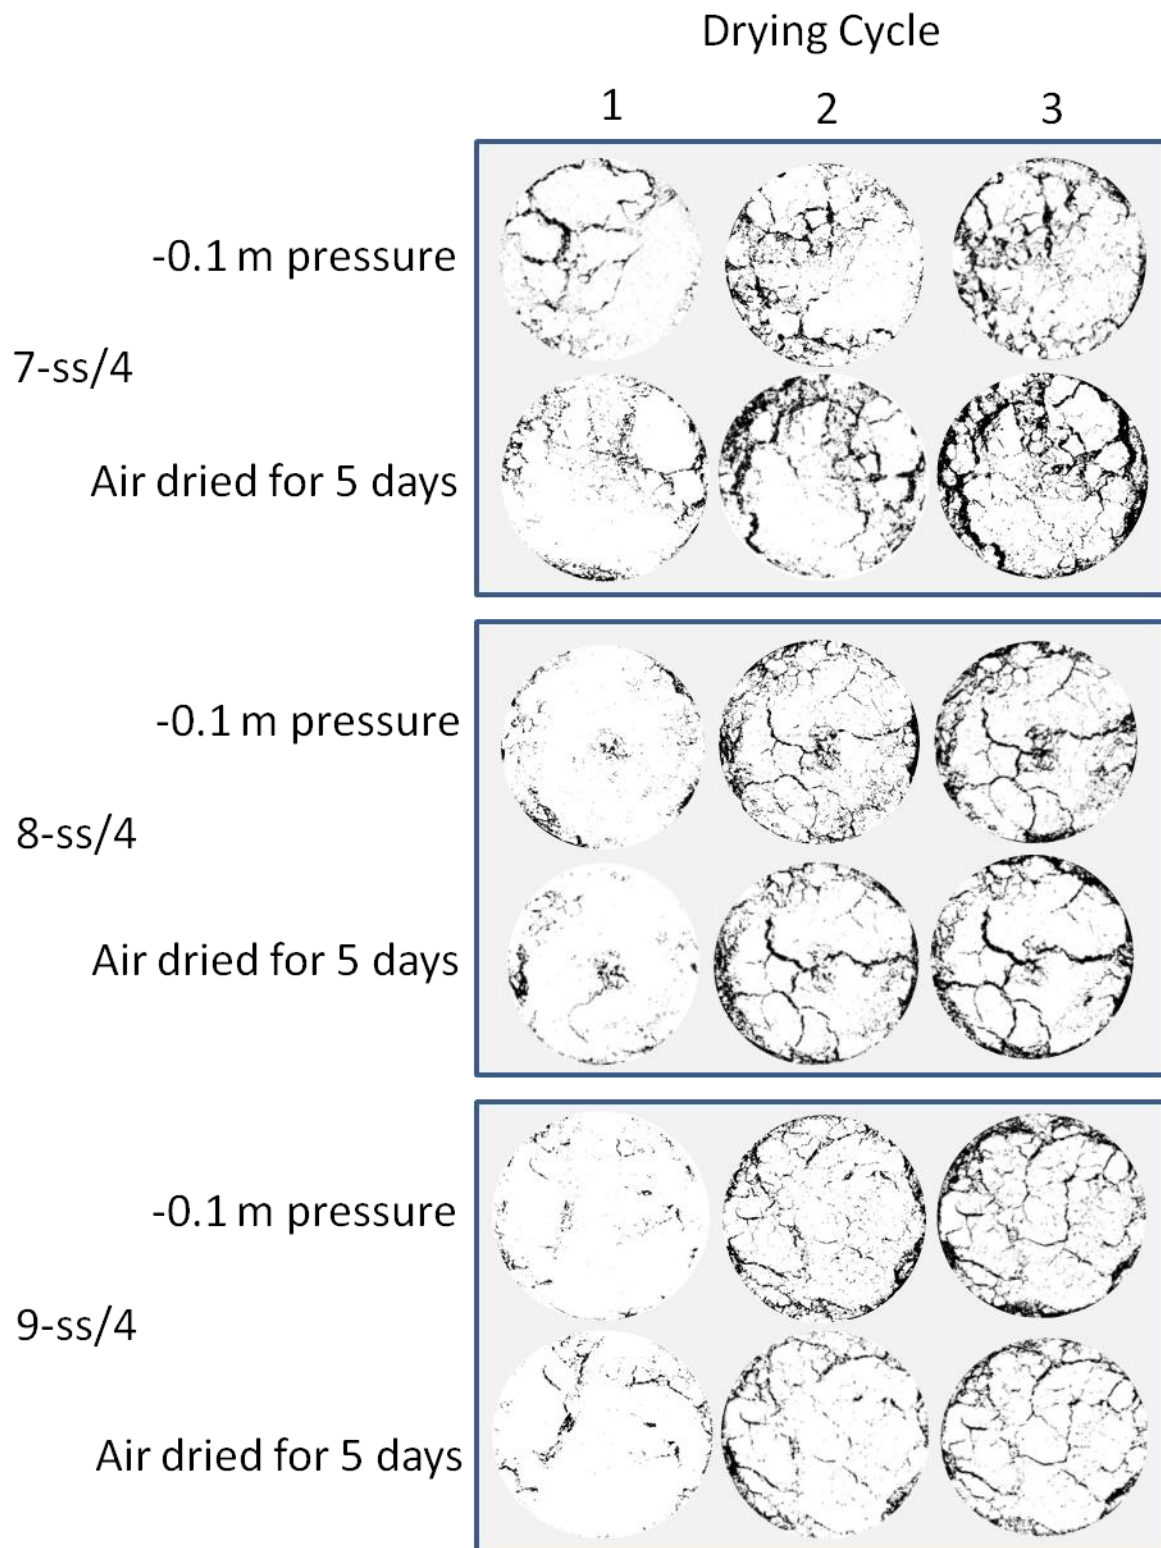 Drying Cycle
1 2 3
-0.1 m pressure
7-ss/4
Air dried for 5 days
-0.1 m pressure
8-ss/4
Air dried for 5 days
-0.1 m pressure
9-ss/4
Air dried for 5 days